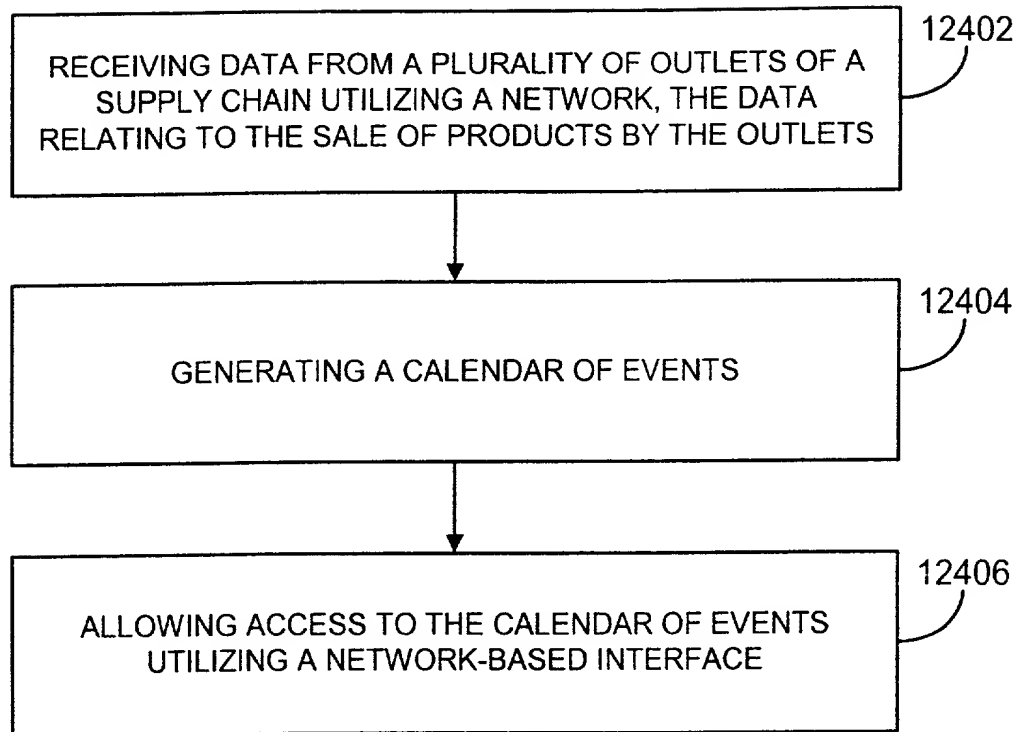 12402
RECEIVING DATA FROM A PLURALITY OF OUTLETS OF A
SUPPLY CHAIN UTILIZING A NETWORK, THE DATA
RELATING TO THE SALE OF PRODUCTS BY THE OUTLETS
12404
GENERATING A CALENDAR OF EVENTS
12406
ALLOWING ACCESS TO THE CALENDAR OF EVENTS
UTILIZING A NETWORK-BASED INTERFACE